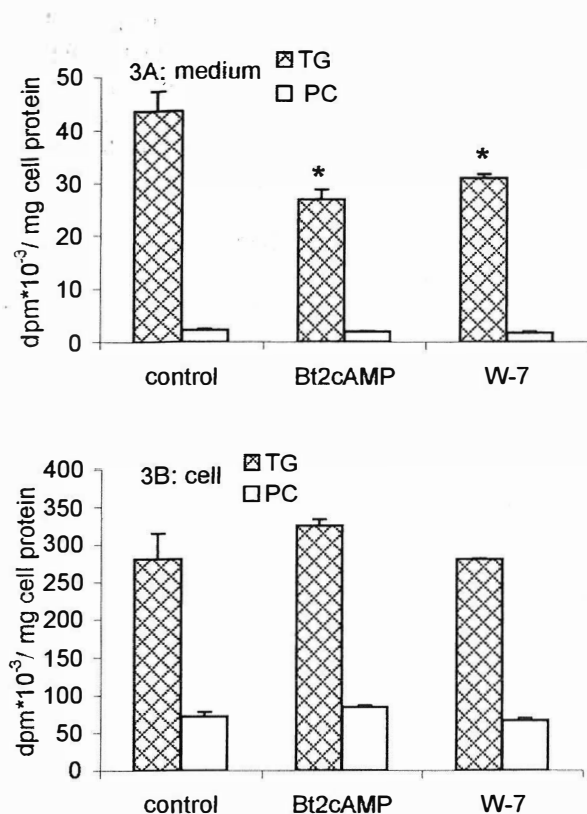 3A: medium
TG
PC
50
40
30
20
10
0
dpm*10-3/ mg cell protein
*
*
control Bt2cAMP W-7
3B: cell
TG
PC
400
350
300
250
200
150
100
50
0
dpm*10-3/ mg cell protein
control Bt2cAMP W-7